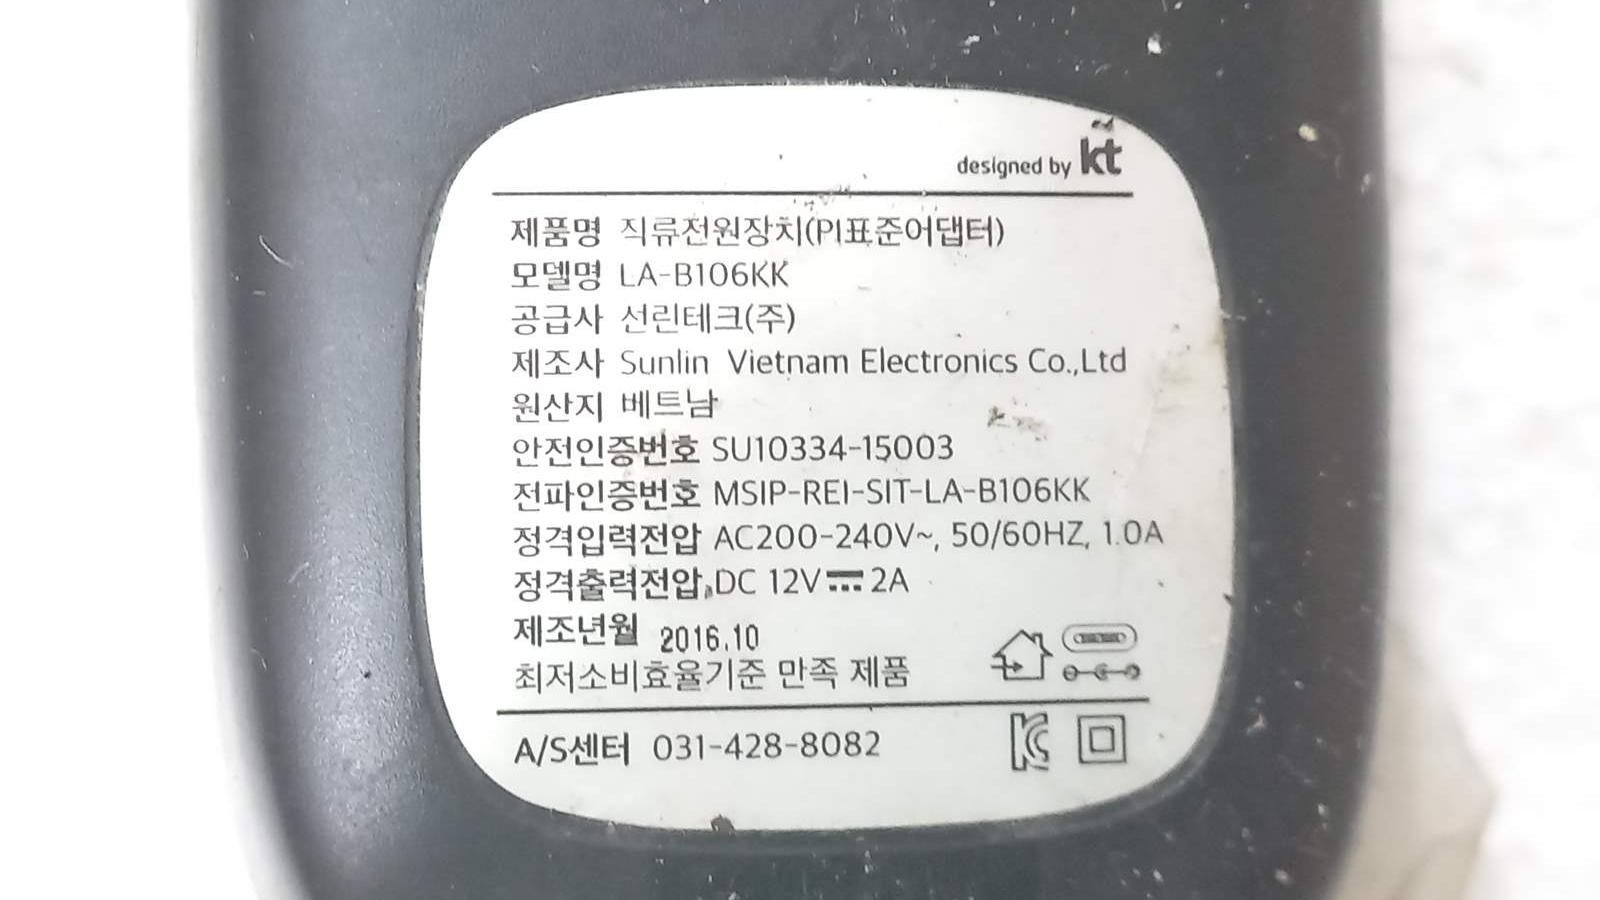 designed by kt
제품명 직류전원장치(PI표준어댑터)
모델명 LA-B106KK
공급사 선린테크(주)
제조사 Sunlin Vietnam Electronics Co.,Ltd
원산지 베트남
안전인증번호 SU10334-15003
전파인증번호 MSIP-REI-SIT-LA-B106KK
정격입력전압 AC200-240V~, 50/60HZ, 1.0A
정격출력전압 DC 12V⎓2A
제조년월 2016.10
최저소비효율기준 만족 제품
A/S센터 031-428-8082